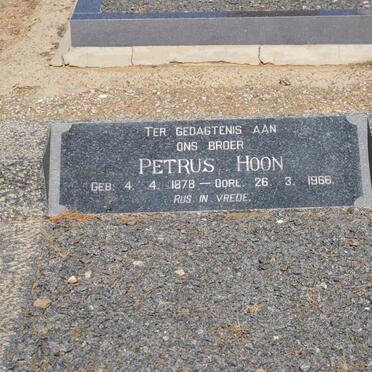 TER GEDAGTENIS AAN
ONS BROER
PETRUS HOON
GEB. 4. 4. 1878 — OORL. 26. 3. 1966.
RUS IN VREDE.